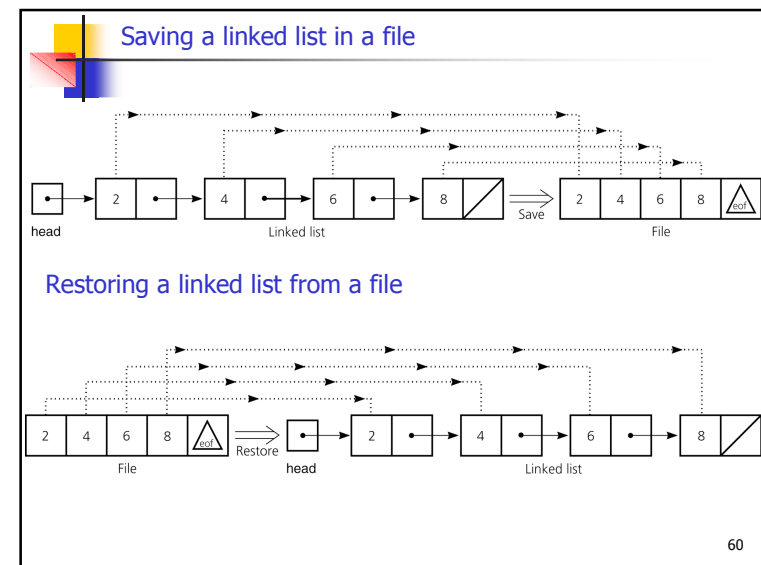 Saving a linked list in a file
2 4 6 8 2 4 6 8 eof
Save
head Linked list File
Restoring a linked list from a file
2 4 6 8 eof 2 4 6 8
Restore
File head Linked list
60